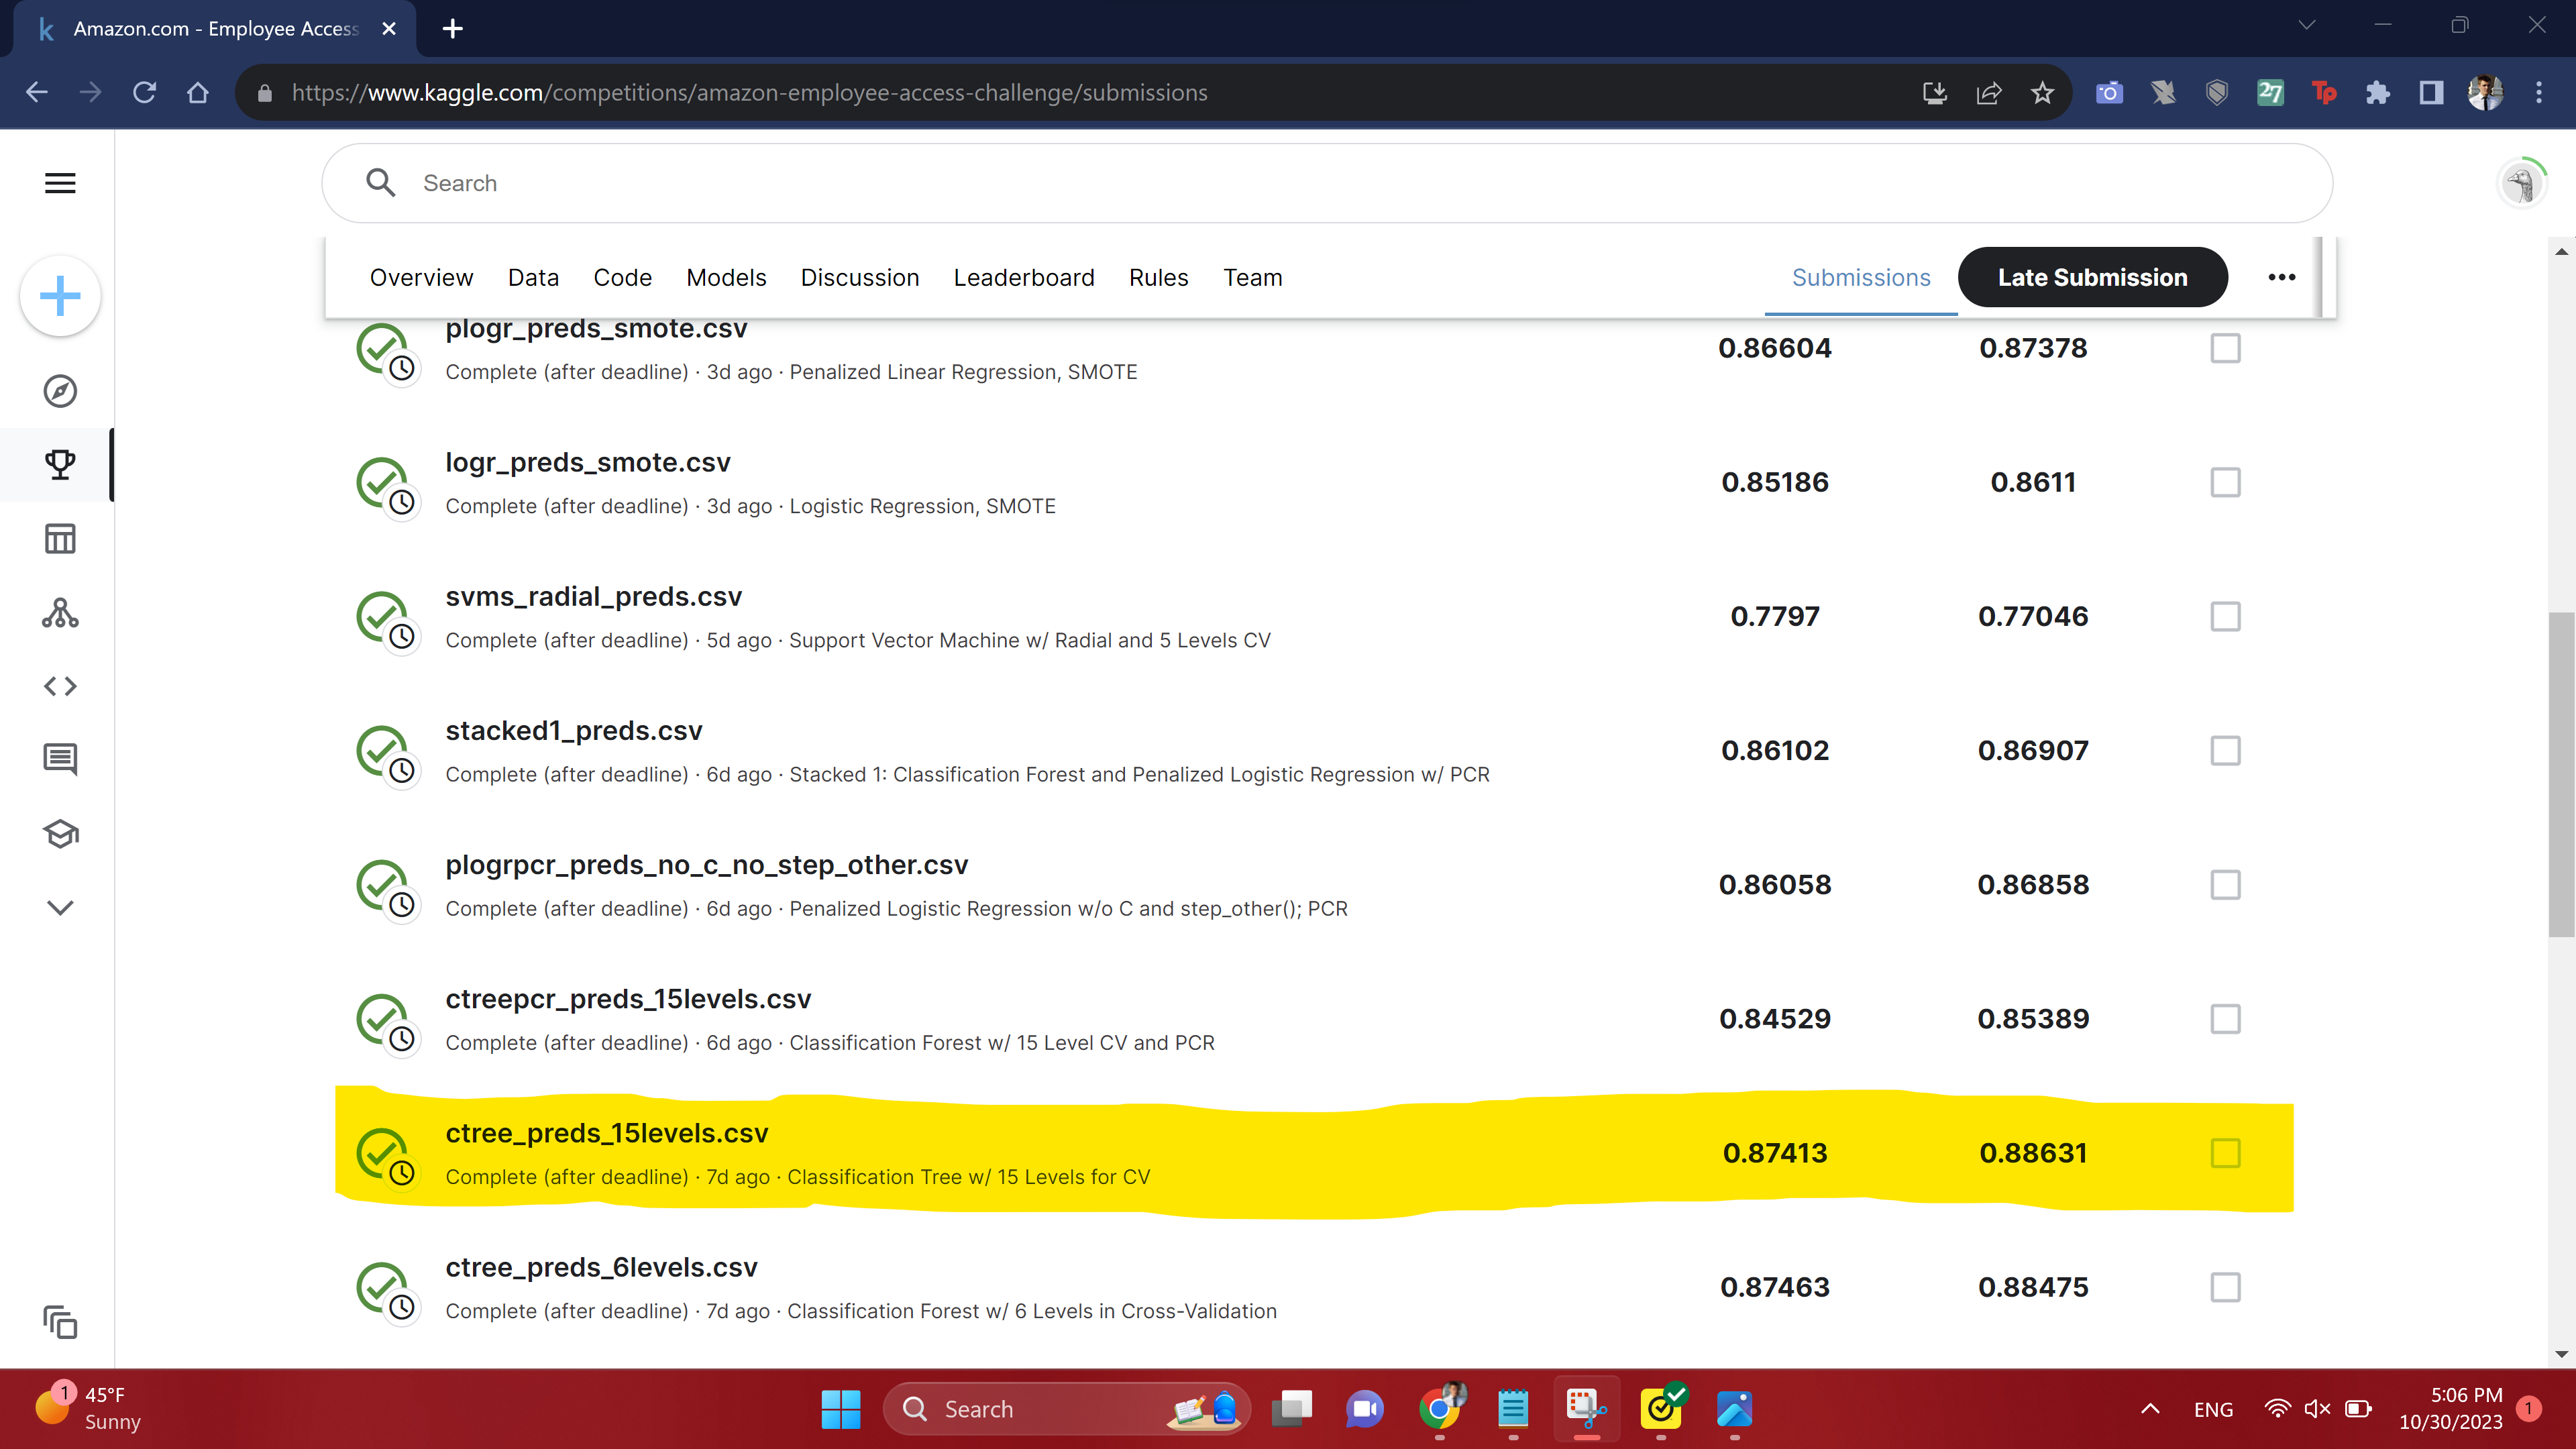 k Amazon.com - Employee Access
https://www.kaggle.com/competitions/amazon-employee-access-challenge/submissions
27
Tp
Search
Overview Data Code Models Discussion Leaderboard Rules Team Submissions Late Submission
plogr_preds_smote.csv
0.86604 0.87378
Complete (after deadline) · 3d ago · Penalized Linear Regression, SMOTE
logr_preds_smote.csv
0.85186 0.8611
Complete (after deadline) · 3d ago · Logistic Regression, SMOTE
svms_radial_preds.csv
0.7797 0.77046
Complete (after deadline) · 5d ago · Support Vector Machine w/ Radial and 5 Levels CV
stacked1_preds.csv
0.86102 0.86907
Complete (after deadline) · 6d ago · Stacked 1: Classification Forest and Penalized Logistic Regression w/ PCR
plogrpcr_preds_no_c_no_step_other.csv
0.86058 0.86858
Complete (after deadline) · 6d ago · Penalized Logistic Regression w/o C and step_other(); PCR
ctreepcr_preds_15levels.csv
0.84529 0.85389
Complete (after deadline) · 6d ago · Classification Forest w/ 15 Level CV and PCR
ctree_preds_15levels.csv
0.87413 0.88631
Complete (after deadline) · 7d ago · Classification Tree w/ 15 Levels for CV
ctree_preds_6levels.csv
0.87463 0.88475
Complete (after deadline) · 7d ago · Classification Forest w/ 6 Levels in Cross-Validation
1
45°F
Sunny
Search
ENG
5:06 PM
10/30/2023
1